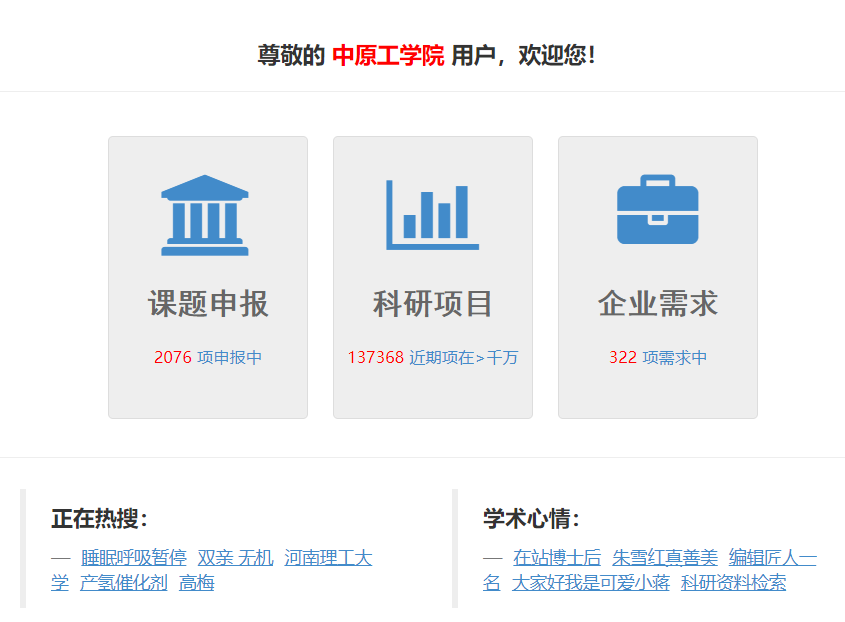 尊敬的 中原工学院 用户，欢迎您！
课题申报
科研项目
企业需求
2076 项申报中
137368 近期项在>千万
322 项需求中
正在热搜：
— 睡眠呼吸暂停 双亲 无机 河南理工大
学 产氢催化剂 高梅
学术心情：
— 在站博士后 朱雪红真善美 编辑匠人一
名 大家好我是可爱小蒋 科研资料检索